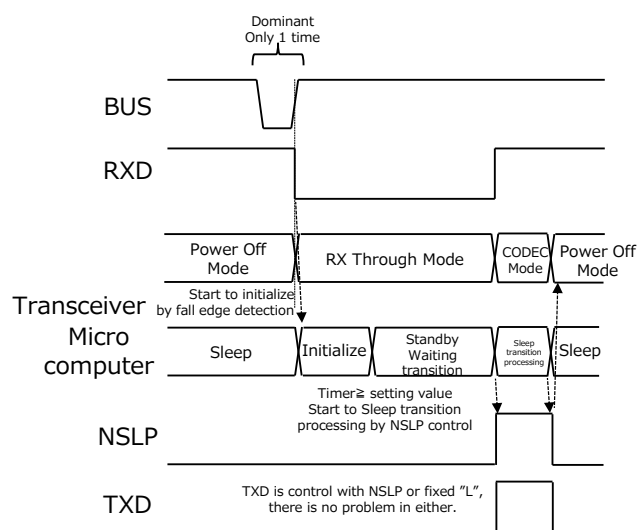 Dominant
Only 1 time
BUS
RXD
Power Off
Mode
RX Through Mode
CODEC
Mode
Power Off
Mode
Start to initialize
by fall edge detection
Transceiver
Micro
computer
Sleep
Initialize
Standby
Waiting
transition
Sleep
transition
processing
Sleep
Timer≧ setting value
Start to Sleep transition
processing by NSLP control
NSLP
TXD
TXD is control with NSLP or fixed ”L”,
there is no problem in either.